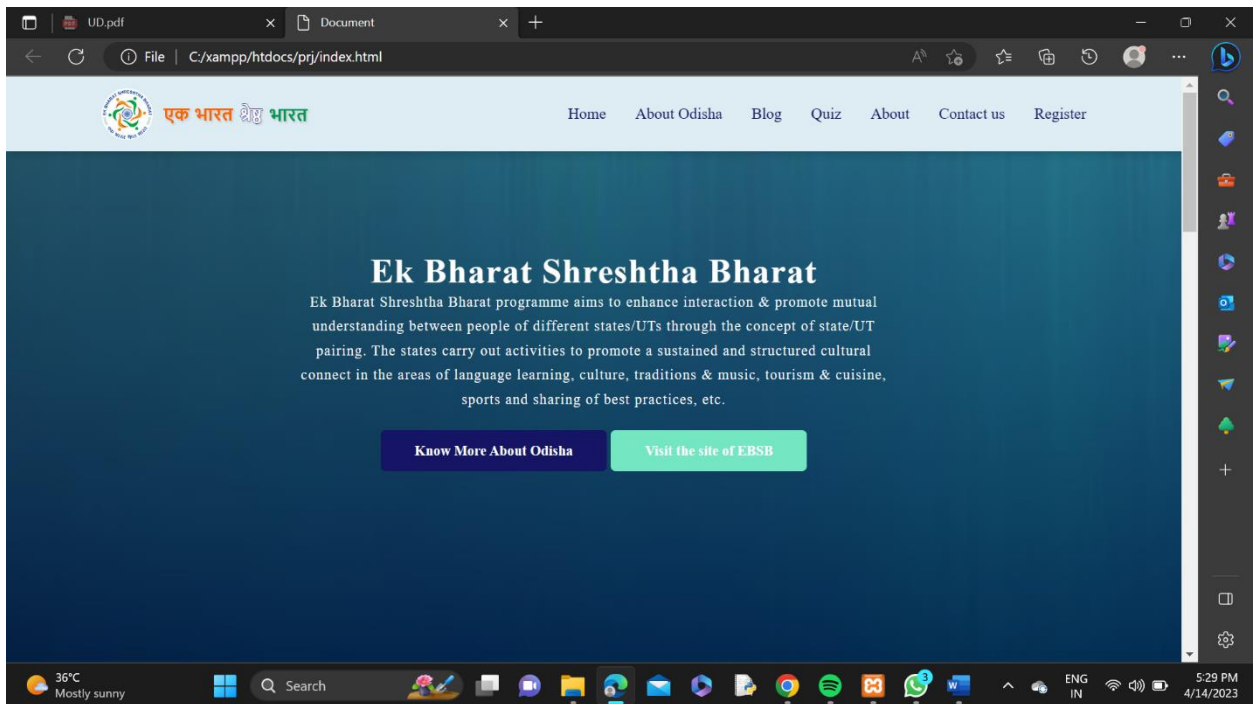 UD.pdf
Document
File | C:/xampp/htdocs/prj/index.html
एक भारत श्रेष्ठ भारत
Home About Odisha Blog Quiz About Contact us Register
Ek Bharat Shreshtha Bharat
Ek Bharat Shreshtha Bharat programme aims to enhance interaction & promote mutual
understanding between people of different states/UTs through the concept of state/UT
pairing. The states carry out activities to promote a sustained and structured cultural
connect in the areas of language learning, culture, traditions & music, tourism & cuisine,
sports and sharing of best practices, etc.
Know More About Odisha
Visit the site of EBSB
36°C
Mostly sunny
Search
3
ENG
IN
5:29 PM
4/14/2023